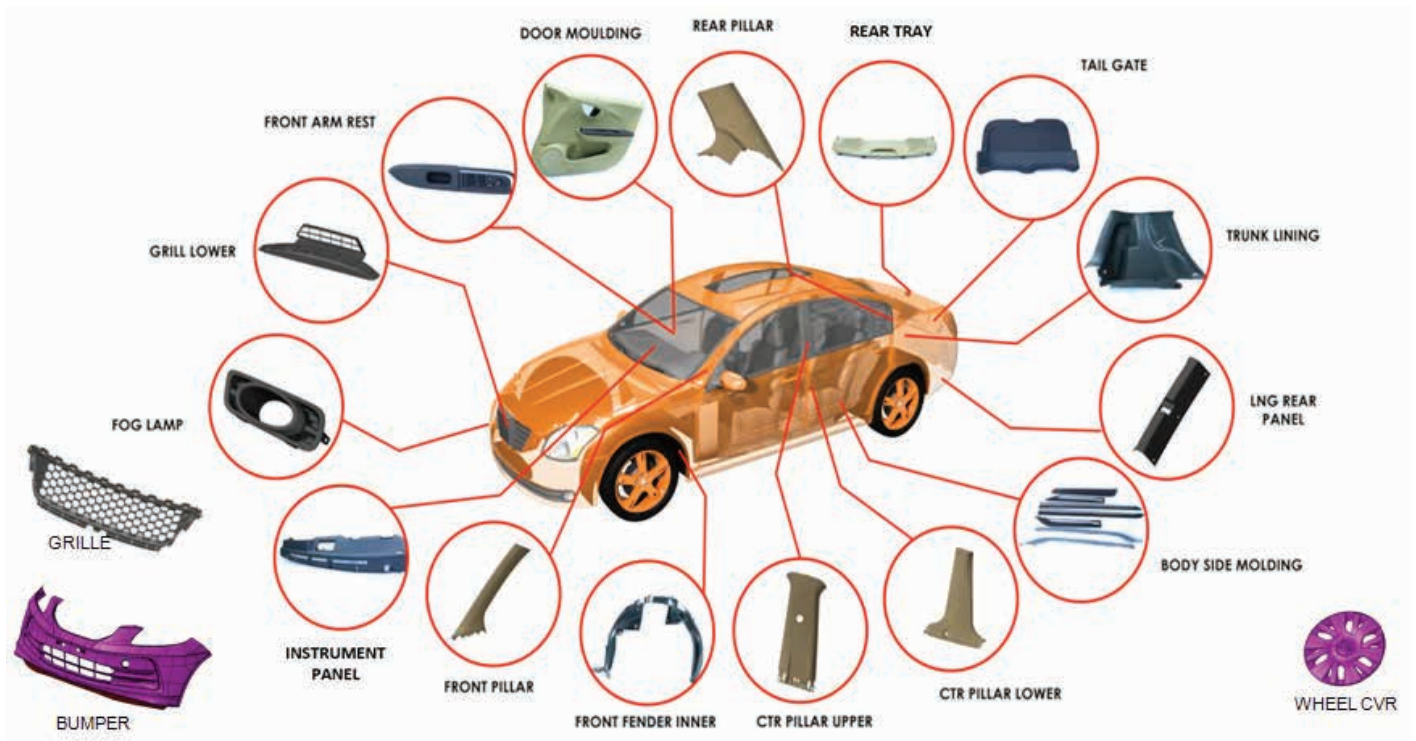 DOOR MOULDING
REAR PILLAR
REAR TRAY
TAIL GATE
FRONT ARM REST
GRILL LOWER
TRUNK LINING
FOG LAMP
LNG REAR
PANEL
GRILLE
BODY SIDE MOLDING
INSTRUMENT
PANEL
FRONT PILLAR
CTR PILLAR LOWER
WHEEL CVR
BUMPER
FRONT FENDER INNER
CTR PILLAR UPPER